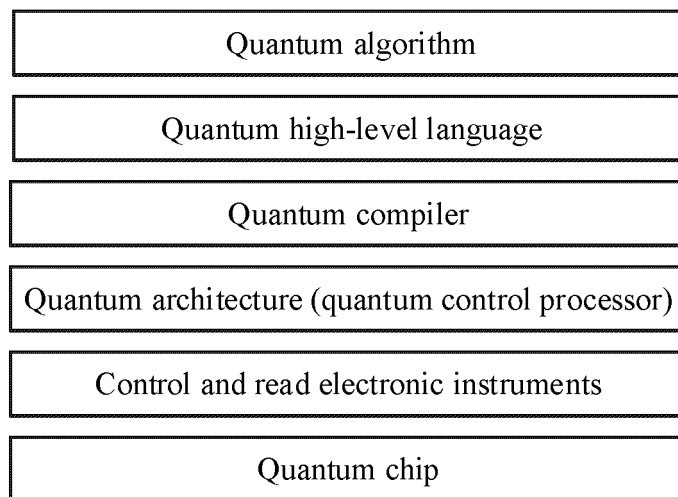 Quantum algorithm
Quantum high-level language
Quantum compiler
Quantum architecture (quantum control processor)
Control and read electronic instruments
Quantum chip